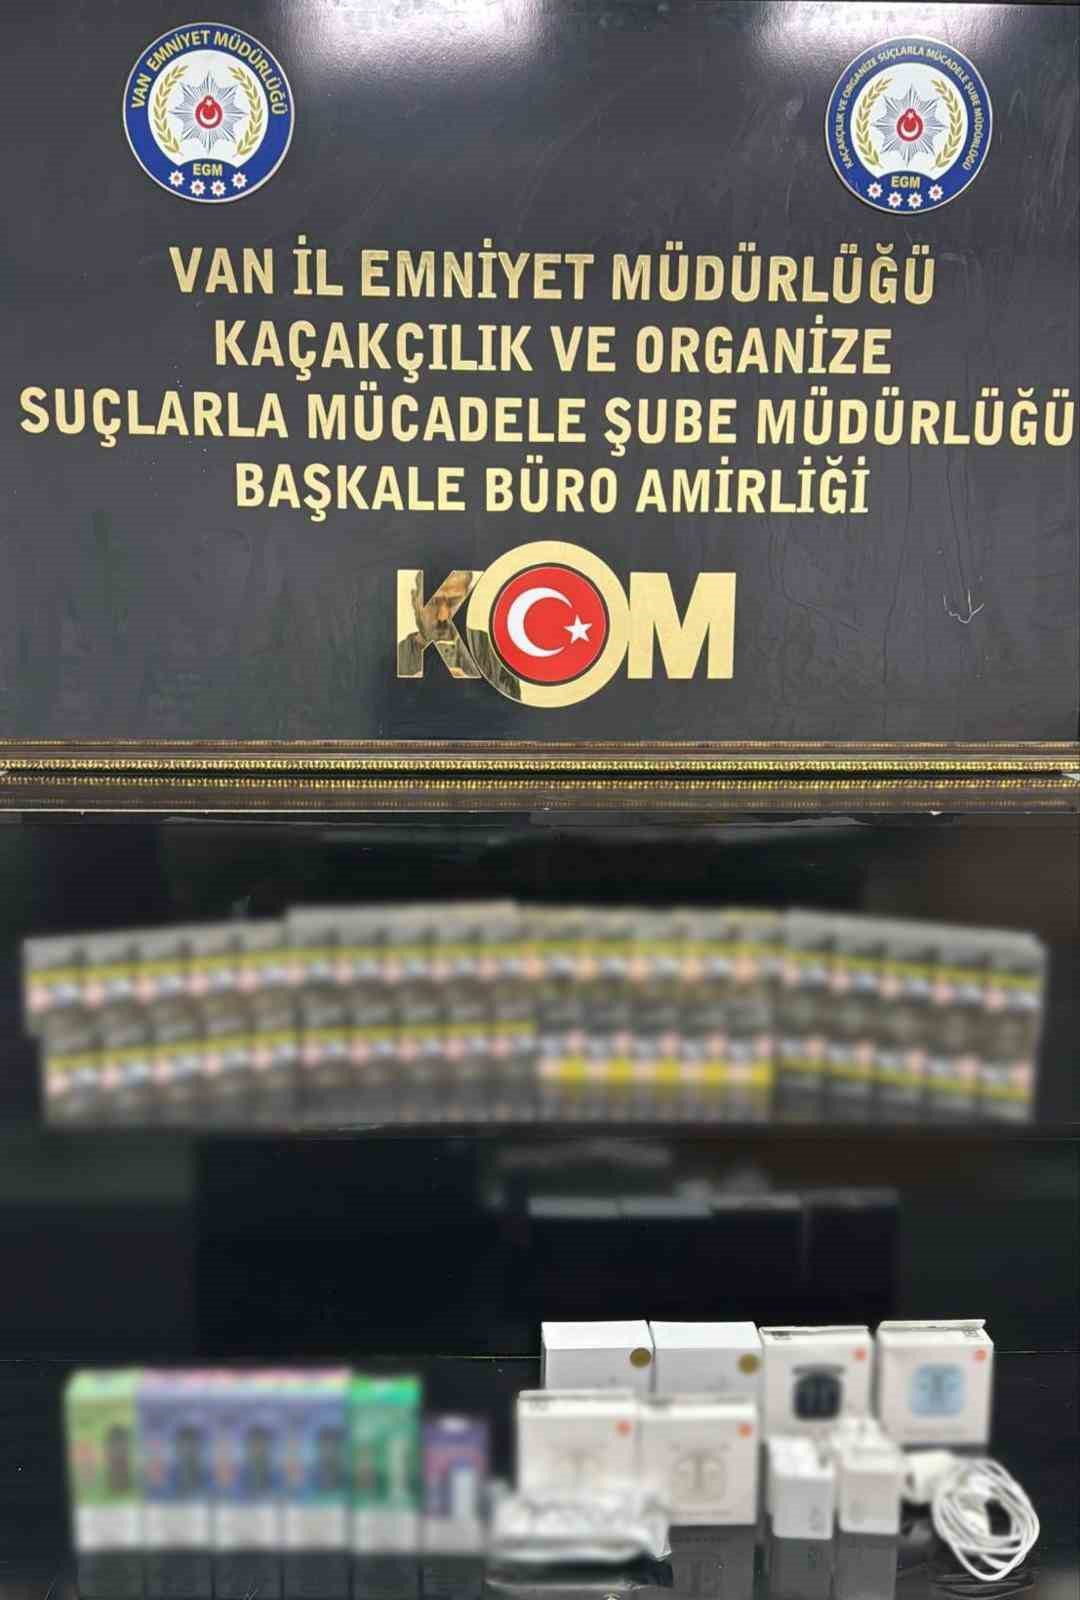 VAN EMNİYET MÜDÜRLÜĞÜ
EGM
KAÇAKÇILIK VE ORGANİZE SUÇLARLA MÜCADELE ŞUBE MÜDÜRLÜĞÜ
EGM
VAN İL EMNİYET MÜDÜRLÜĞÜ
KAÇAKÇILIK VE ORGANİZE
SUÇLARLA MÜCADELE ŞUBE MÜDÜRLÜĞÜ
BAŞKALE BÜRO AMİRLİĞİ
KOM